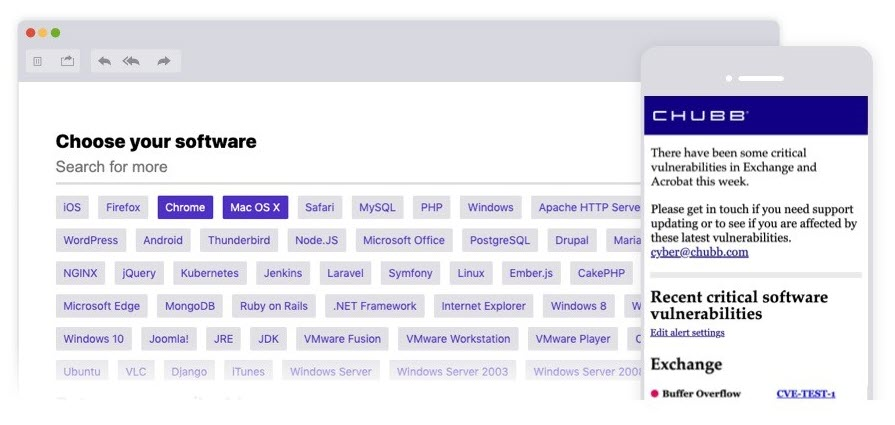 Choose your software
Search for more
iOS Firefox Chrome Mac OS X Safari MySQL PHP Windows Apache HTTP Serve
WordPress Android Thunderbird Node.JS Microsoft Office PostgreSQL Drupal Maria
NGINX jQuery Kubernetes Jenkins Laravel Symfony Linux Ember.js CakePHP
Microsoft Edge MongoDB Ruby on Rails .NET Framework Internet Explorer Windows 8 W
Windows 10 Joomla! JRE JDK VMware Fusion VMware Workstation VMware Player
Ubuntu VLC Django iTunes Windows Server Windows Server 2003 Windows Server 2008
CHUBB®
There have been some critical
vulnerabilities in Exchange and
Acrobat this week.
Please get in touch if you need support
updating or to see if you are affected by
these latest vulnerabilities.
cyber@chubb.com
Recent critical software
vulnerabilities
Edit alert settings
Exchange
Buffer Overflow CVE-TEST-1